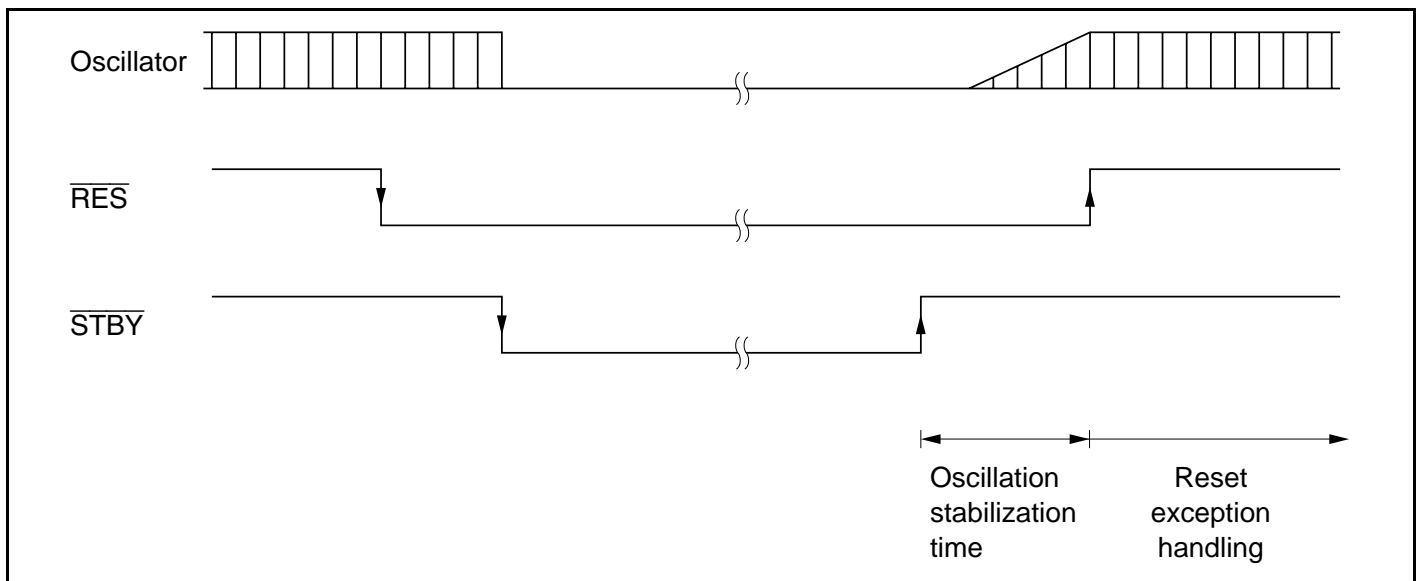 Oscillator
RES
STBY
Oscillation
stabilization
time
Reset
exception
handling